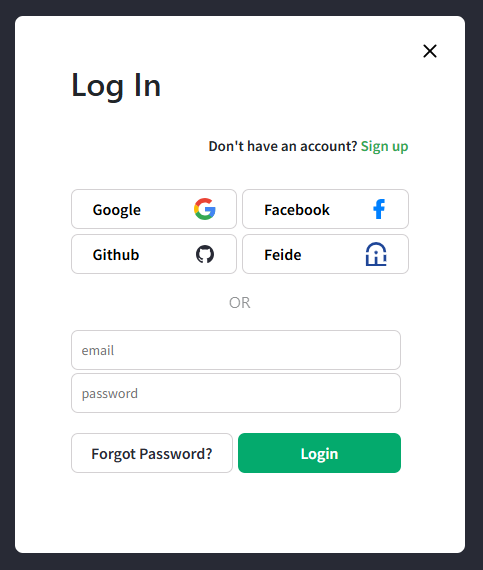 Log In
Don't have an account? Sign up
Google
Facebook
Github
Feide
OR
email
password
Forgot Password?
Login